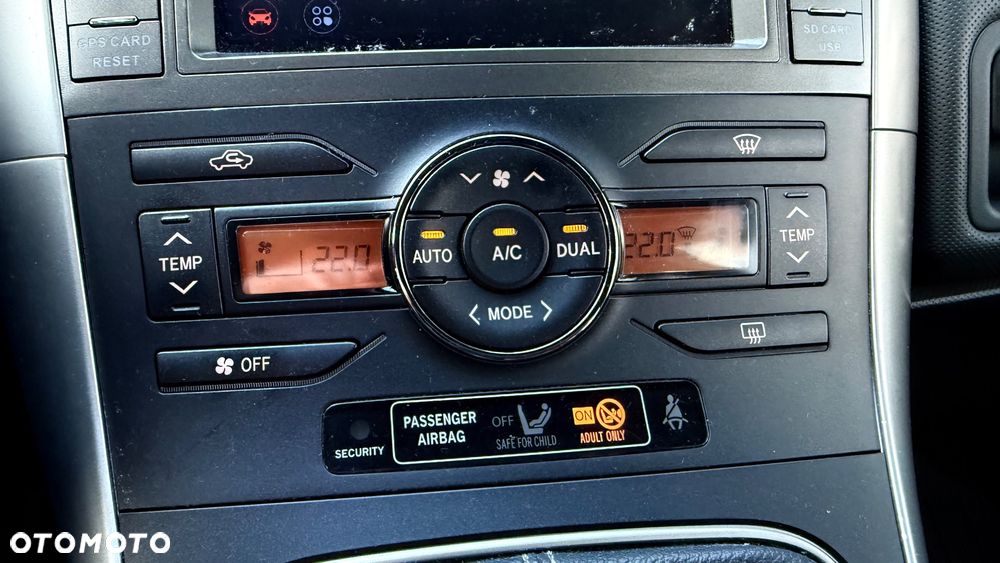 GPS CARD
RESET
SD CARD
USB
TEMP
22.0
AUTO
A/C
DUAL
22.0
TEMP
MODE
OFF
PASSENGER
AIRBAG
OFF
SAFE FOR CHILD
ON
ADULT ONLY
SECURITY
OTOMOTO